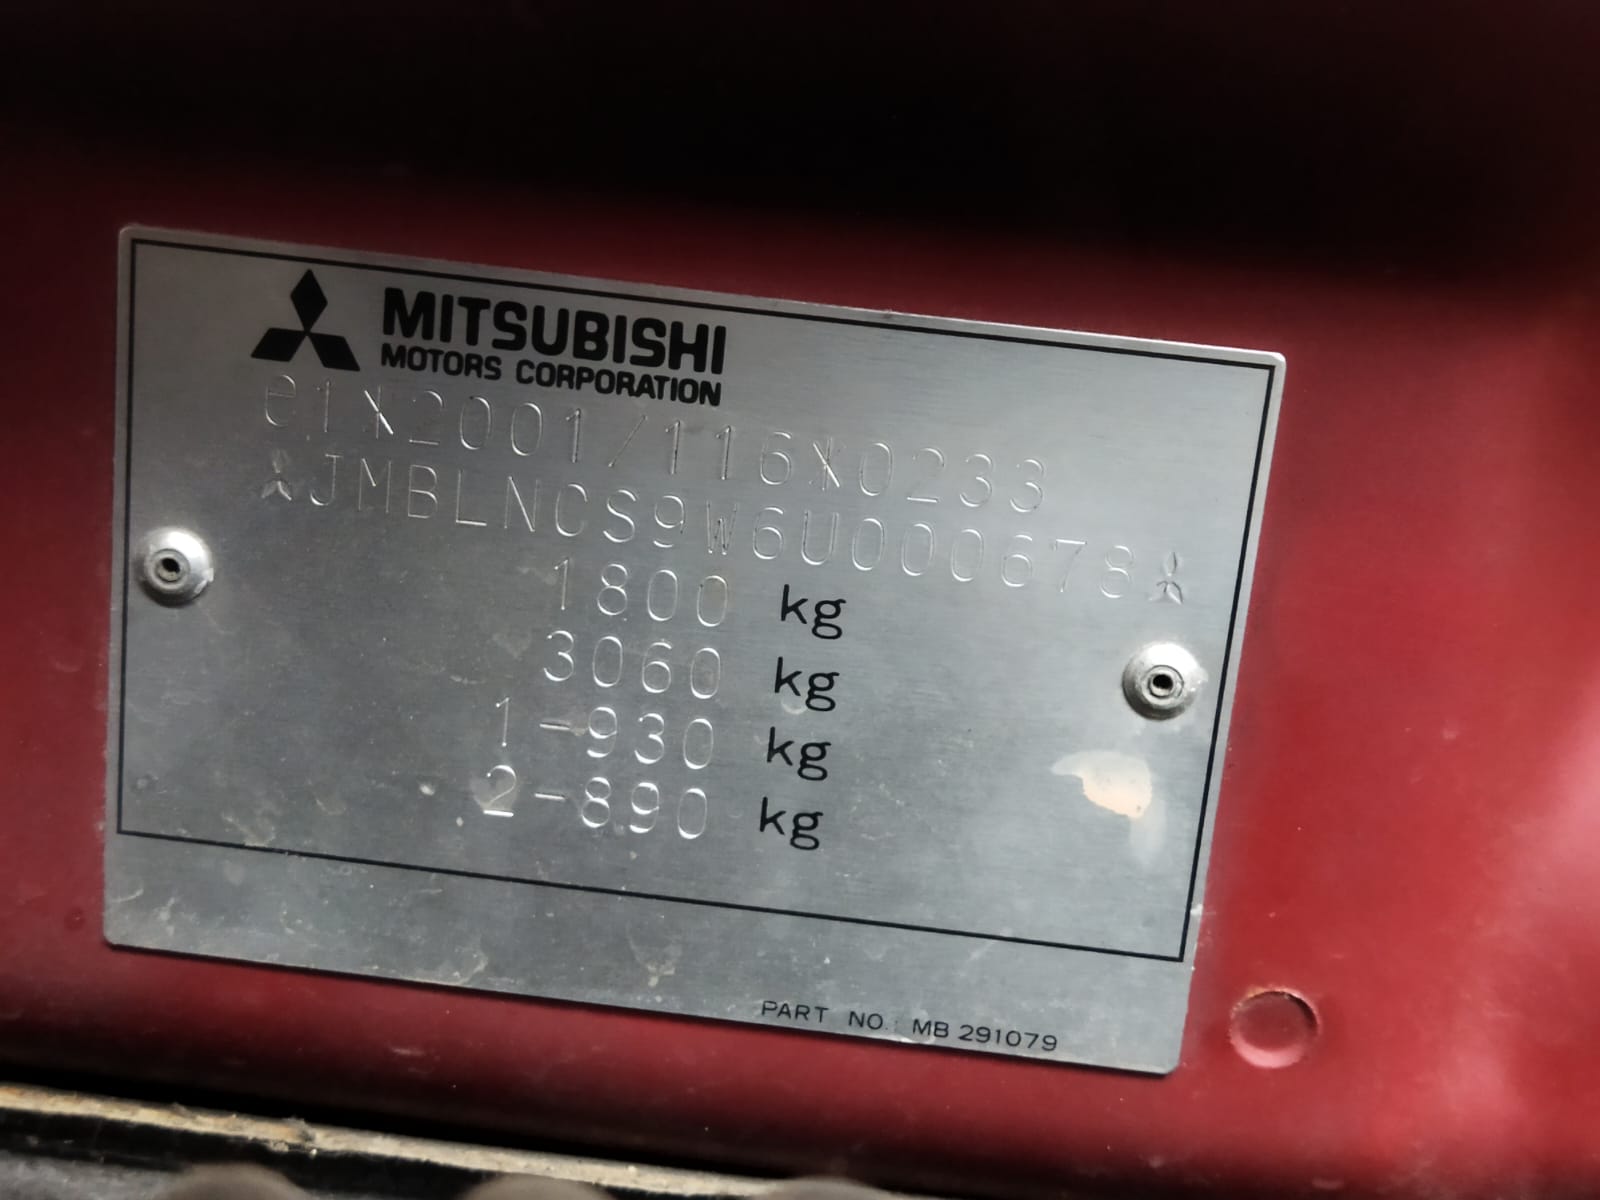 MITSUBISHI
MOTORS CORPORATION
e1*2001/116*0233
JMBLNCS9W6U000678
1800 kg
3060 kg
1-930 kg
2-890 kg
PART NO.: MB 291079